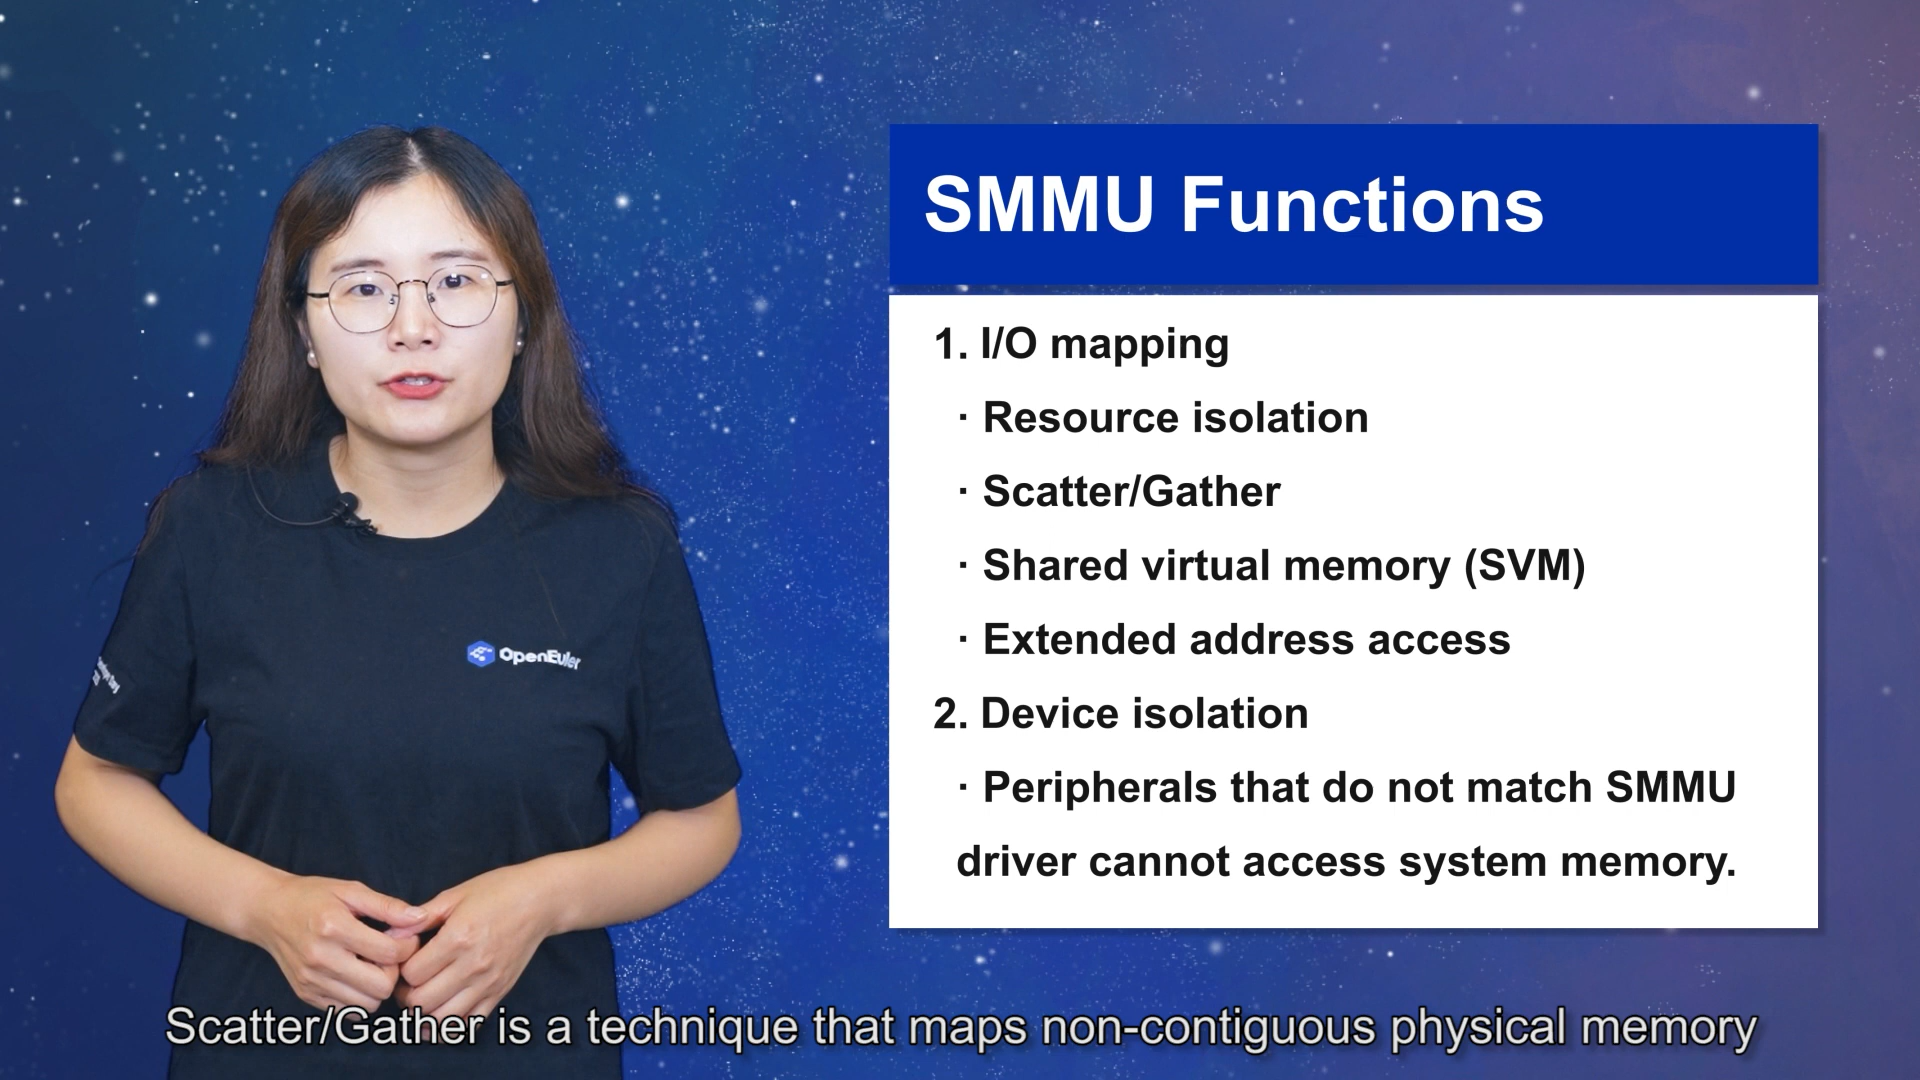 SMMU Functions
1. I/O mapping
· Resource isolation
· Scatter/Gather
· Shared virtual memory (SVM)
· Extended address access
2. Device isolation
· Peripherals that do not match SMMU
driver cannot access system memory.
OpenEuler
Scatter/Gather is a technique that maps non-contiguous physical memory